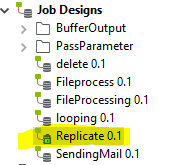 Job Designs
BufferOutput
PassParameter
delete 0.1
Fileprocess 0.1
FileProcessing 0.1
looping 0.1
Replicate 0.1
SendingMail 0.1